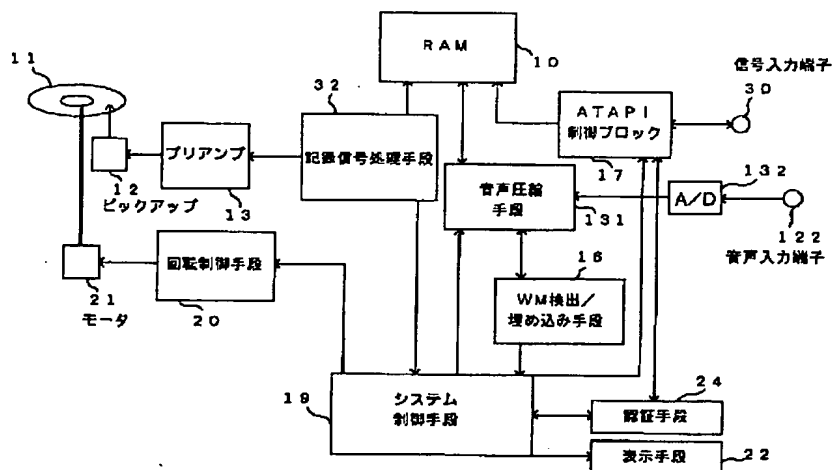 11
12
ピックアップ
プリアンプ
13
32
記録信号処理手段
RAM
10
ATAPI
制御ブロック
17
信号入力端子
30
音声圧縮
手段
131
A/D
132
122
音声入力端子
21
モータ
回転制御手段
20
16
WM検出/
埋め込み手段
19
システム
制御手段
24
認証手段
表示手段
22